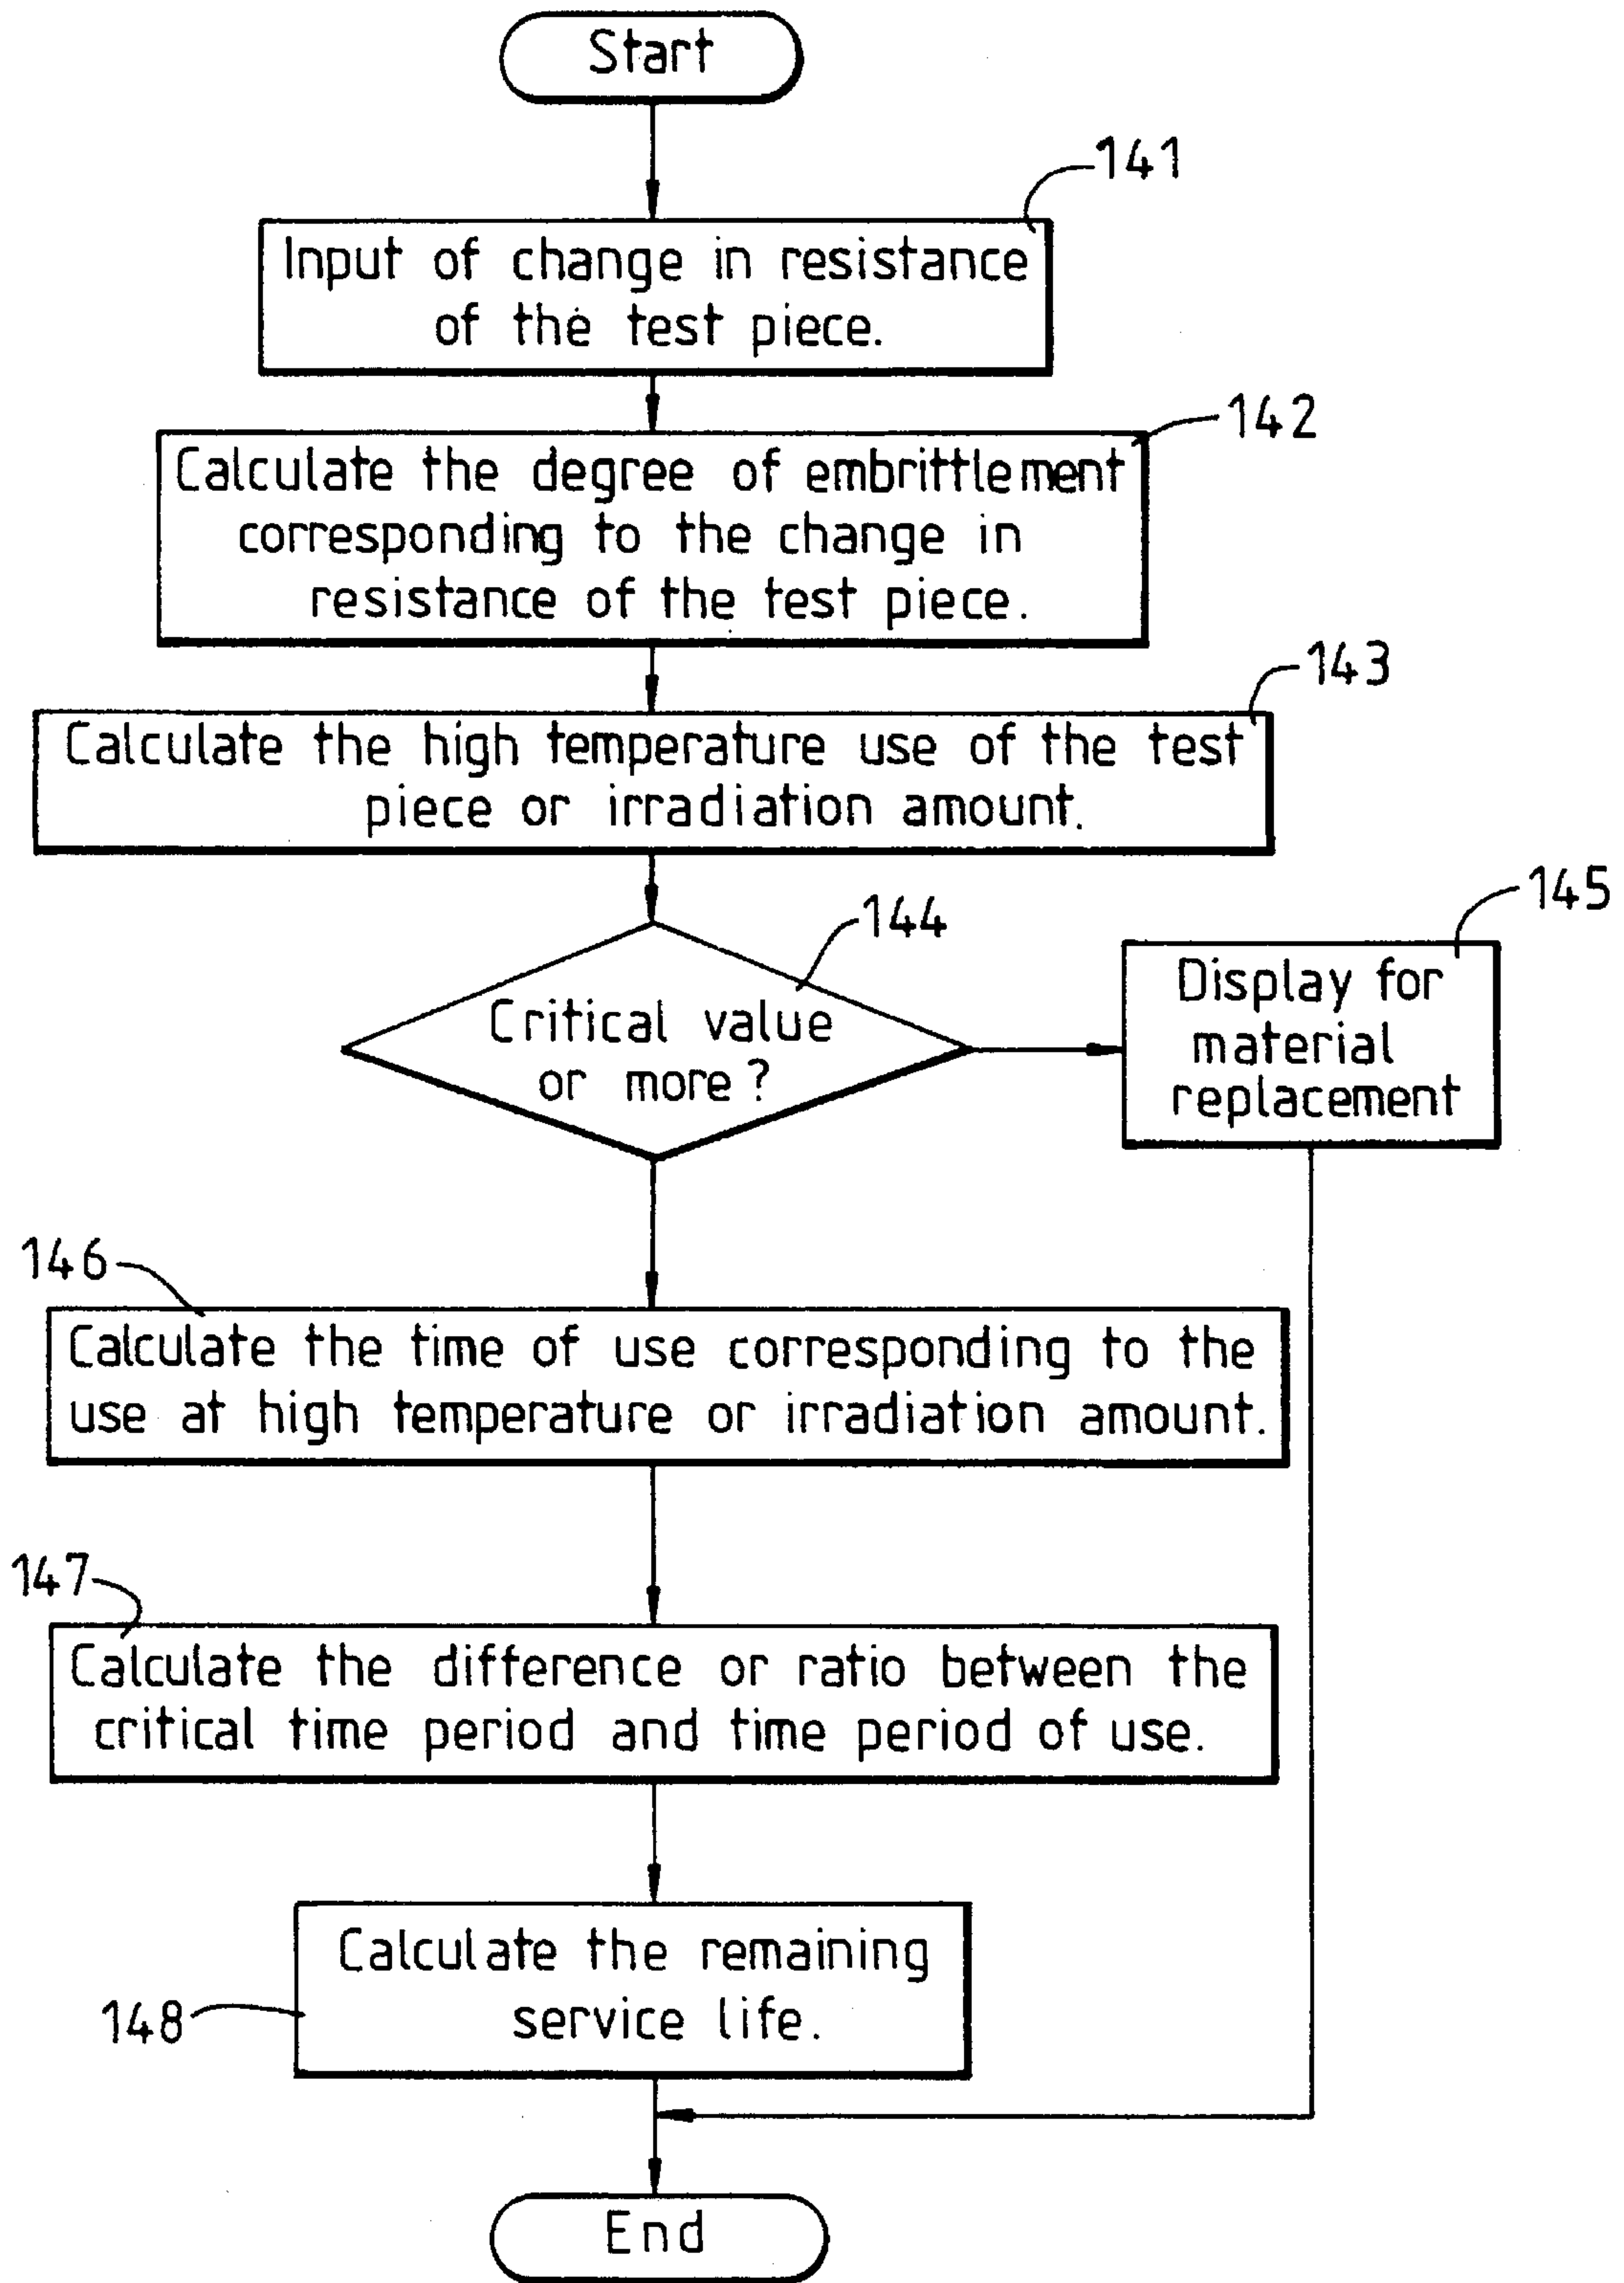 Start
141
Input of change in resistance
of the test piece.
142
Calculate the degree of embrittlement
corresponding to the change in
resistance of the test piece.
143
Calculate the high temperature use of the test
piece or irradiation amount.
144
Critical value
or more?
145
Display for
material
replacement
146
Calculate the time of use corresponding to the
use at high temperature or irradiation amount.
147
Calculate the difference or ratio between the
critical time period and time period of use.
148
Calculate the remaining
service life.
End